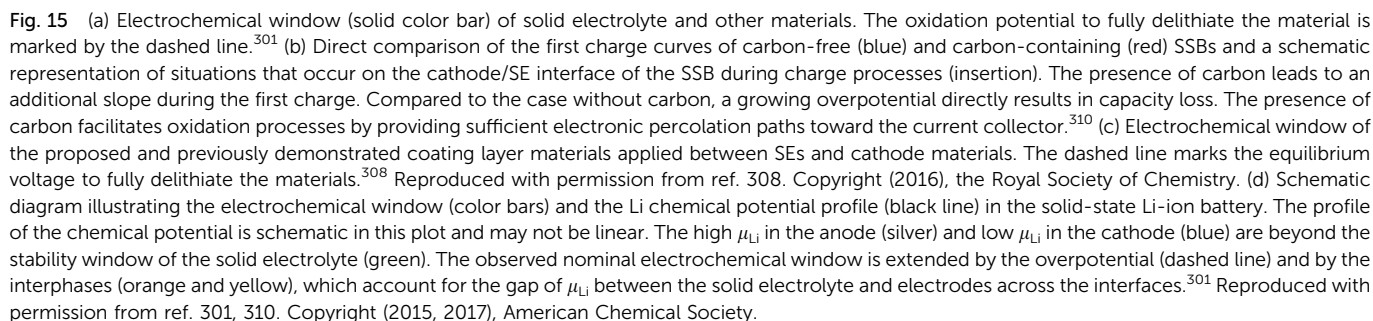 Fig. 15 (a) Electrochemical window (solid color bar) of solid electrolyte and other materials. The oxidation potential to fully delithiate the material is
marked by the dashed line.301 (b) Direct comparison of the first charge curves of carbon-free (blue) and carbon-containing (red) SSBs and a schematic
representation of situations that occur on the cathode/SE interface of the SSB during charge processes (insertion). The presence of carbon leads to an
additional slope during the first charge. Compared to the case without carbon, a growing overpotential directly results in capacity loss. The presence of
carbon facilitates oxidation processes by providing sufficient electronic percolation paths toward the current collector.310 (c) Electrochemical window of
the proposed and previously demonstrated coating layer materials applied between SEs and cathode materials. The dashed line marks the equilibrium
voltage to fully delithiate the materials.308 Reproduced with permission from ref. 308. Copyright (2016), the Royal Society of Chemistry. (d) Schematic
diagram illustrating the electrochemical window (color bars) and the Li chemical potential profile (black line) in the solid-state Li-ion battery. The profile
of the chemical potential is schematic in this plot and may not be linear. The high μLi in the anode (silver) and low μLi in the cathode (blue) are beyond the
stability window of the solid electrolyte (green). The observed nominal electrochemical window is extended by the overpotential (dashed line) and by the
interphases (orange and yellow), which account for the gap of μLi between the solid electrolyte and electrodes across the interfaces.301 Reproduced with
permission from ref. 301, 310. Copyright (2015, 2017), American Chemical Society.